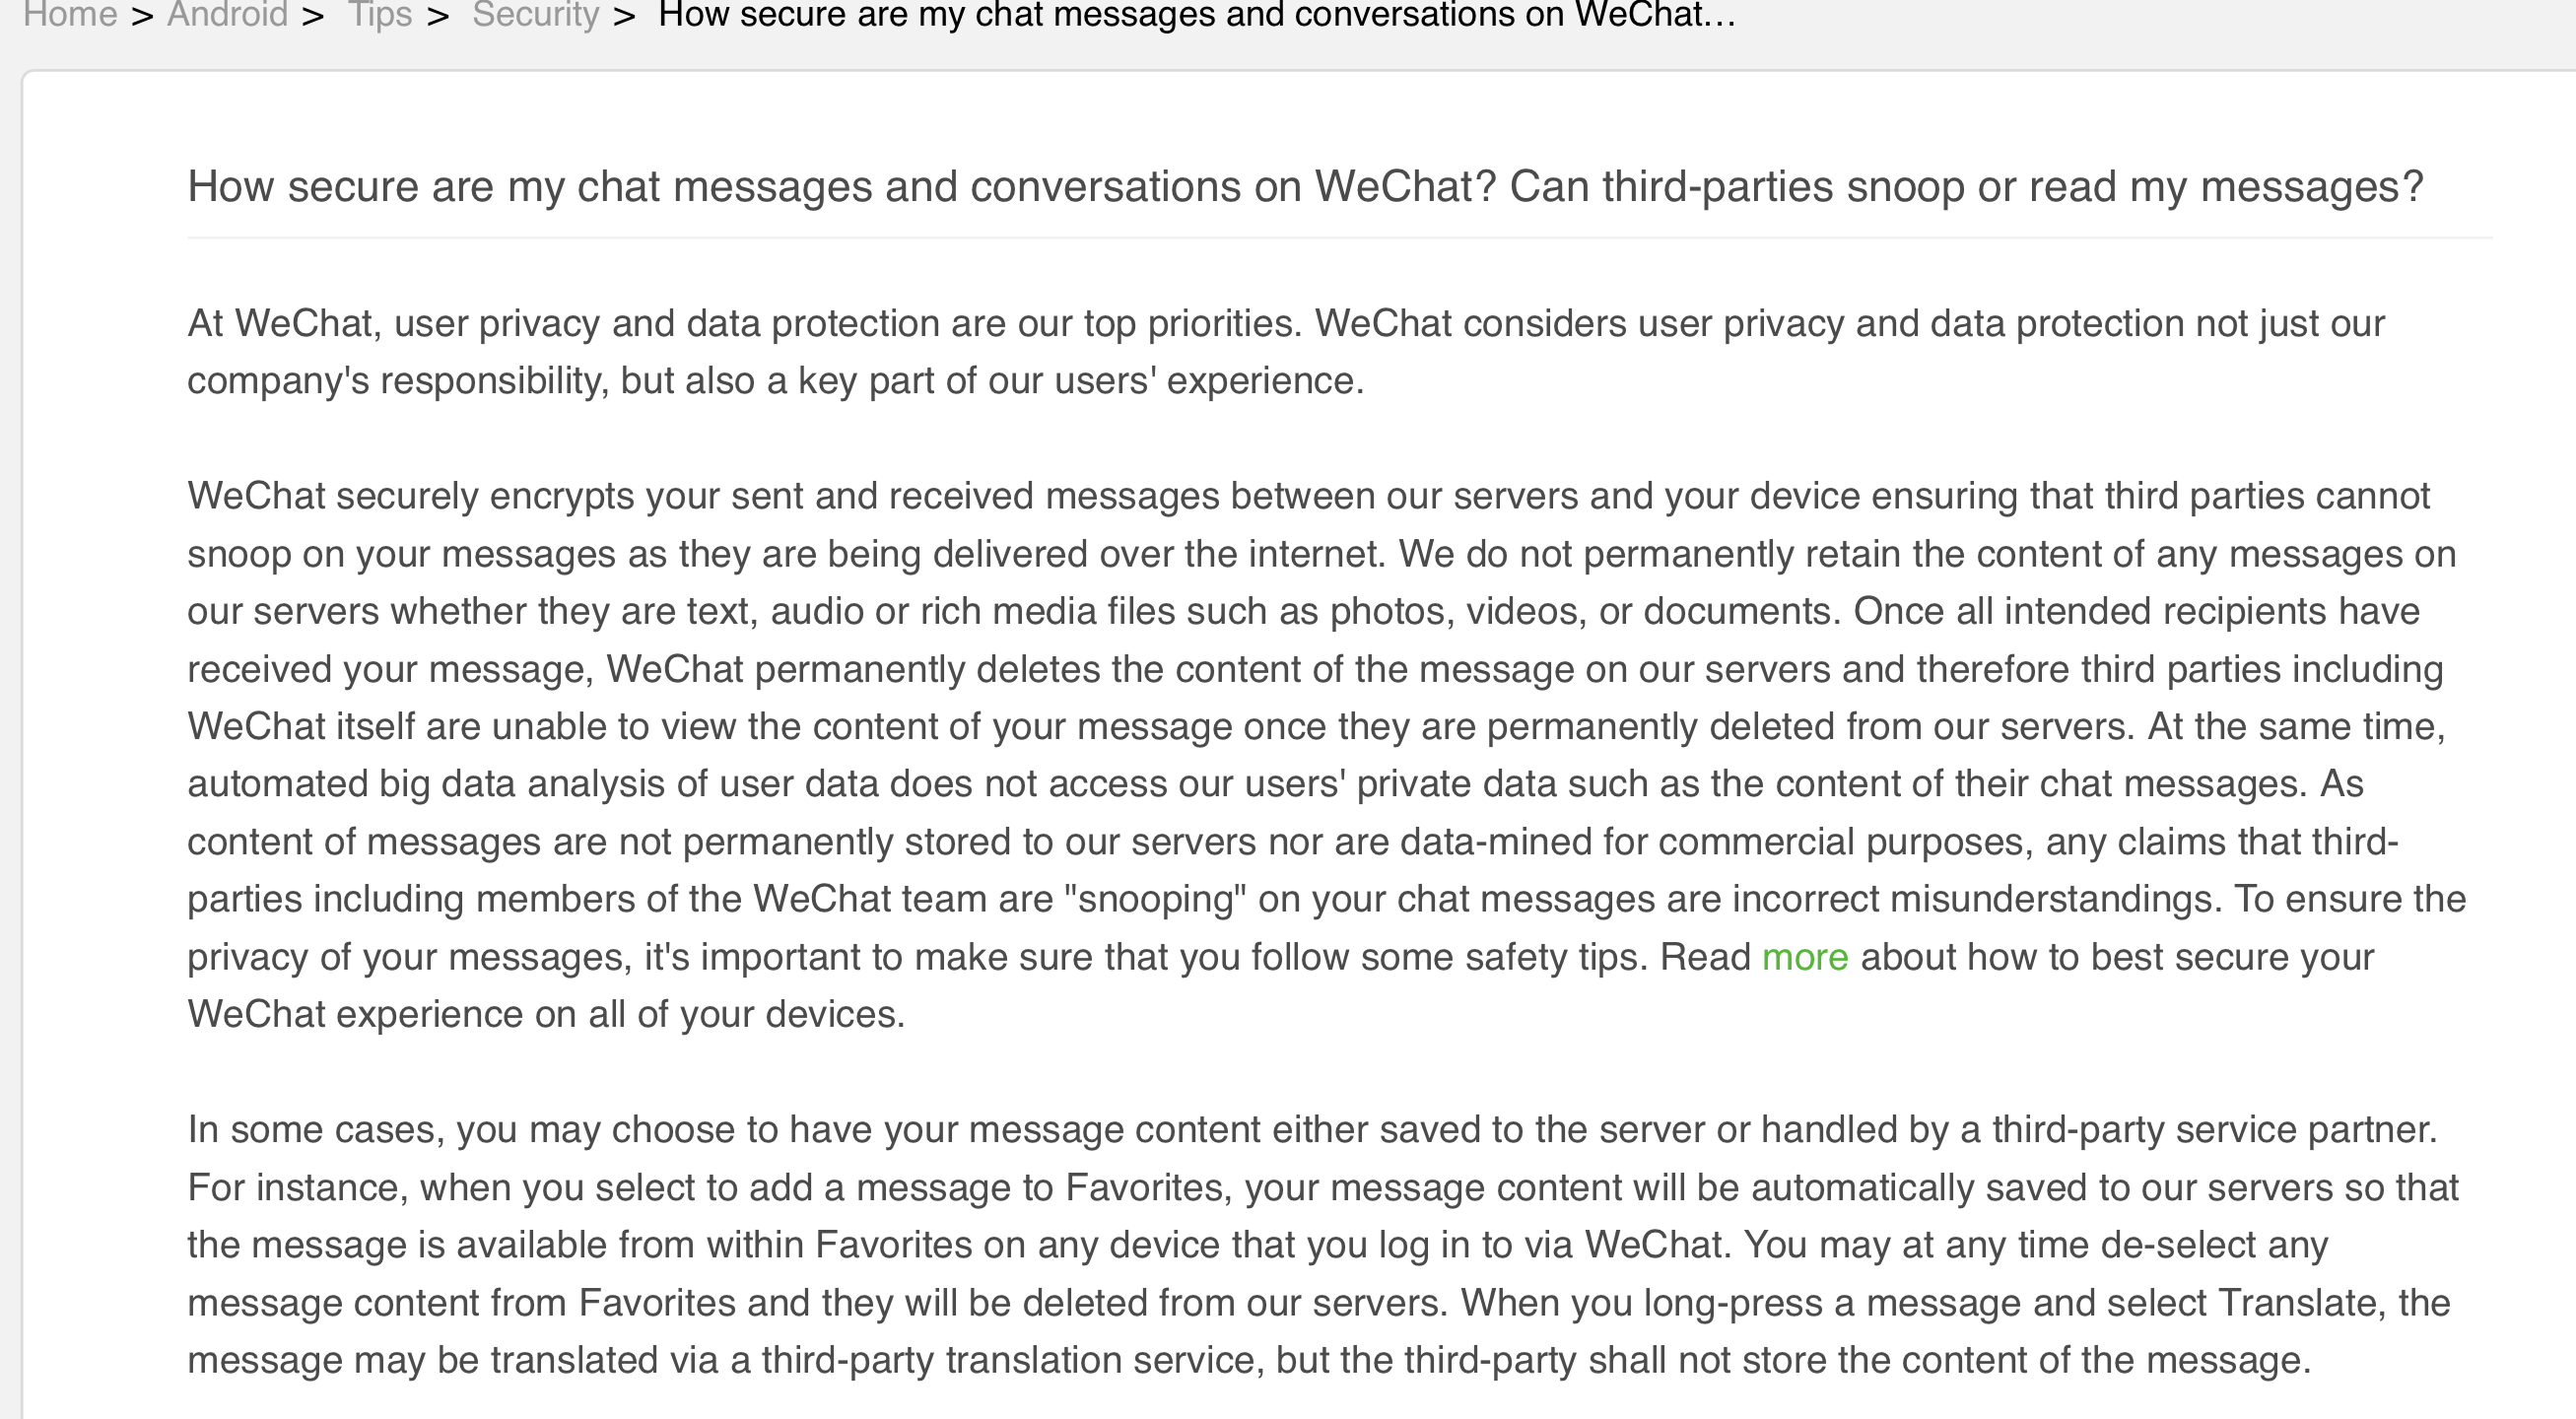 Home > Android > Tips > Security > How secure are my chat messages and conversations on WeChat...
How secure are my chat messages and conversations on WeChat? Can third-parties snoop or read my messages?
At WeChat, user privacy and data protection are our top priorities. WeChat considers user privacy and data protection not just our
company's responsibility, but also a key part of our users' experience.
WeChat securely encrypts your sent and received messages between our servers and your device ensuring that third parties cannot
snoop on your messages as they are being delivered over the internet. We do not permanently retain the content of any messages on
our servers whether they are text, audio or rich media files such as photos, videos, or documents. Once all intended recipients have
received your message, WeChat permanently deletes the content of the message on our servers and therefore third parties including
WeChat itself are unable to view the content of your message once they are permanently deleted from our servers. At the same time,
automated big data analysis of user data does not access our users' private data such as the content of their chat messages. As
content of messages are not permanently stored to our servers nor are data-mined for commercial purposes, any claims that third-
parties including members of the WeChat team are "snooping" on your chat messages are incorrect misunderstandings. To ensure the
privacy of your messages, it's important to make sure that you follow some safety tips. Read more about how to best secure your
WeChat experience on all of your devices.
In some cases, you may choose to have your message content either saved to the server or handled by a third-party service partner.
For instance, when you select to add a message to Favorites, your message content will be automatically saved to our servers so that
the message is available from within Favorites on any device that you log in to via WeChat. You may at any time de-select any
message content from Favorites and they will be deleted from our servers. When you long-press a message and select Translate, the
message may be translated via a third-party translation service, but the third-party shall not store the content of the message.